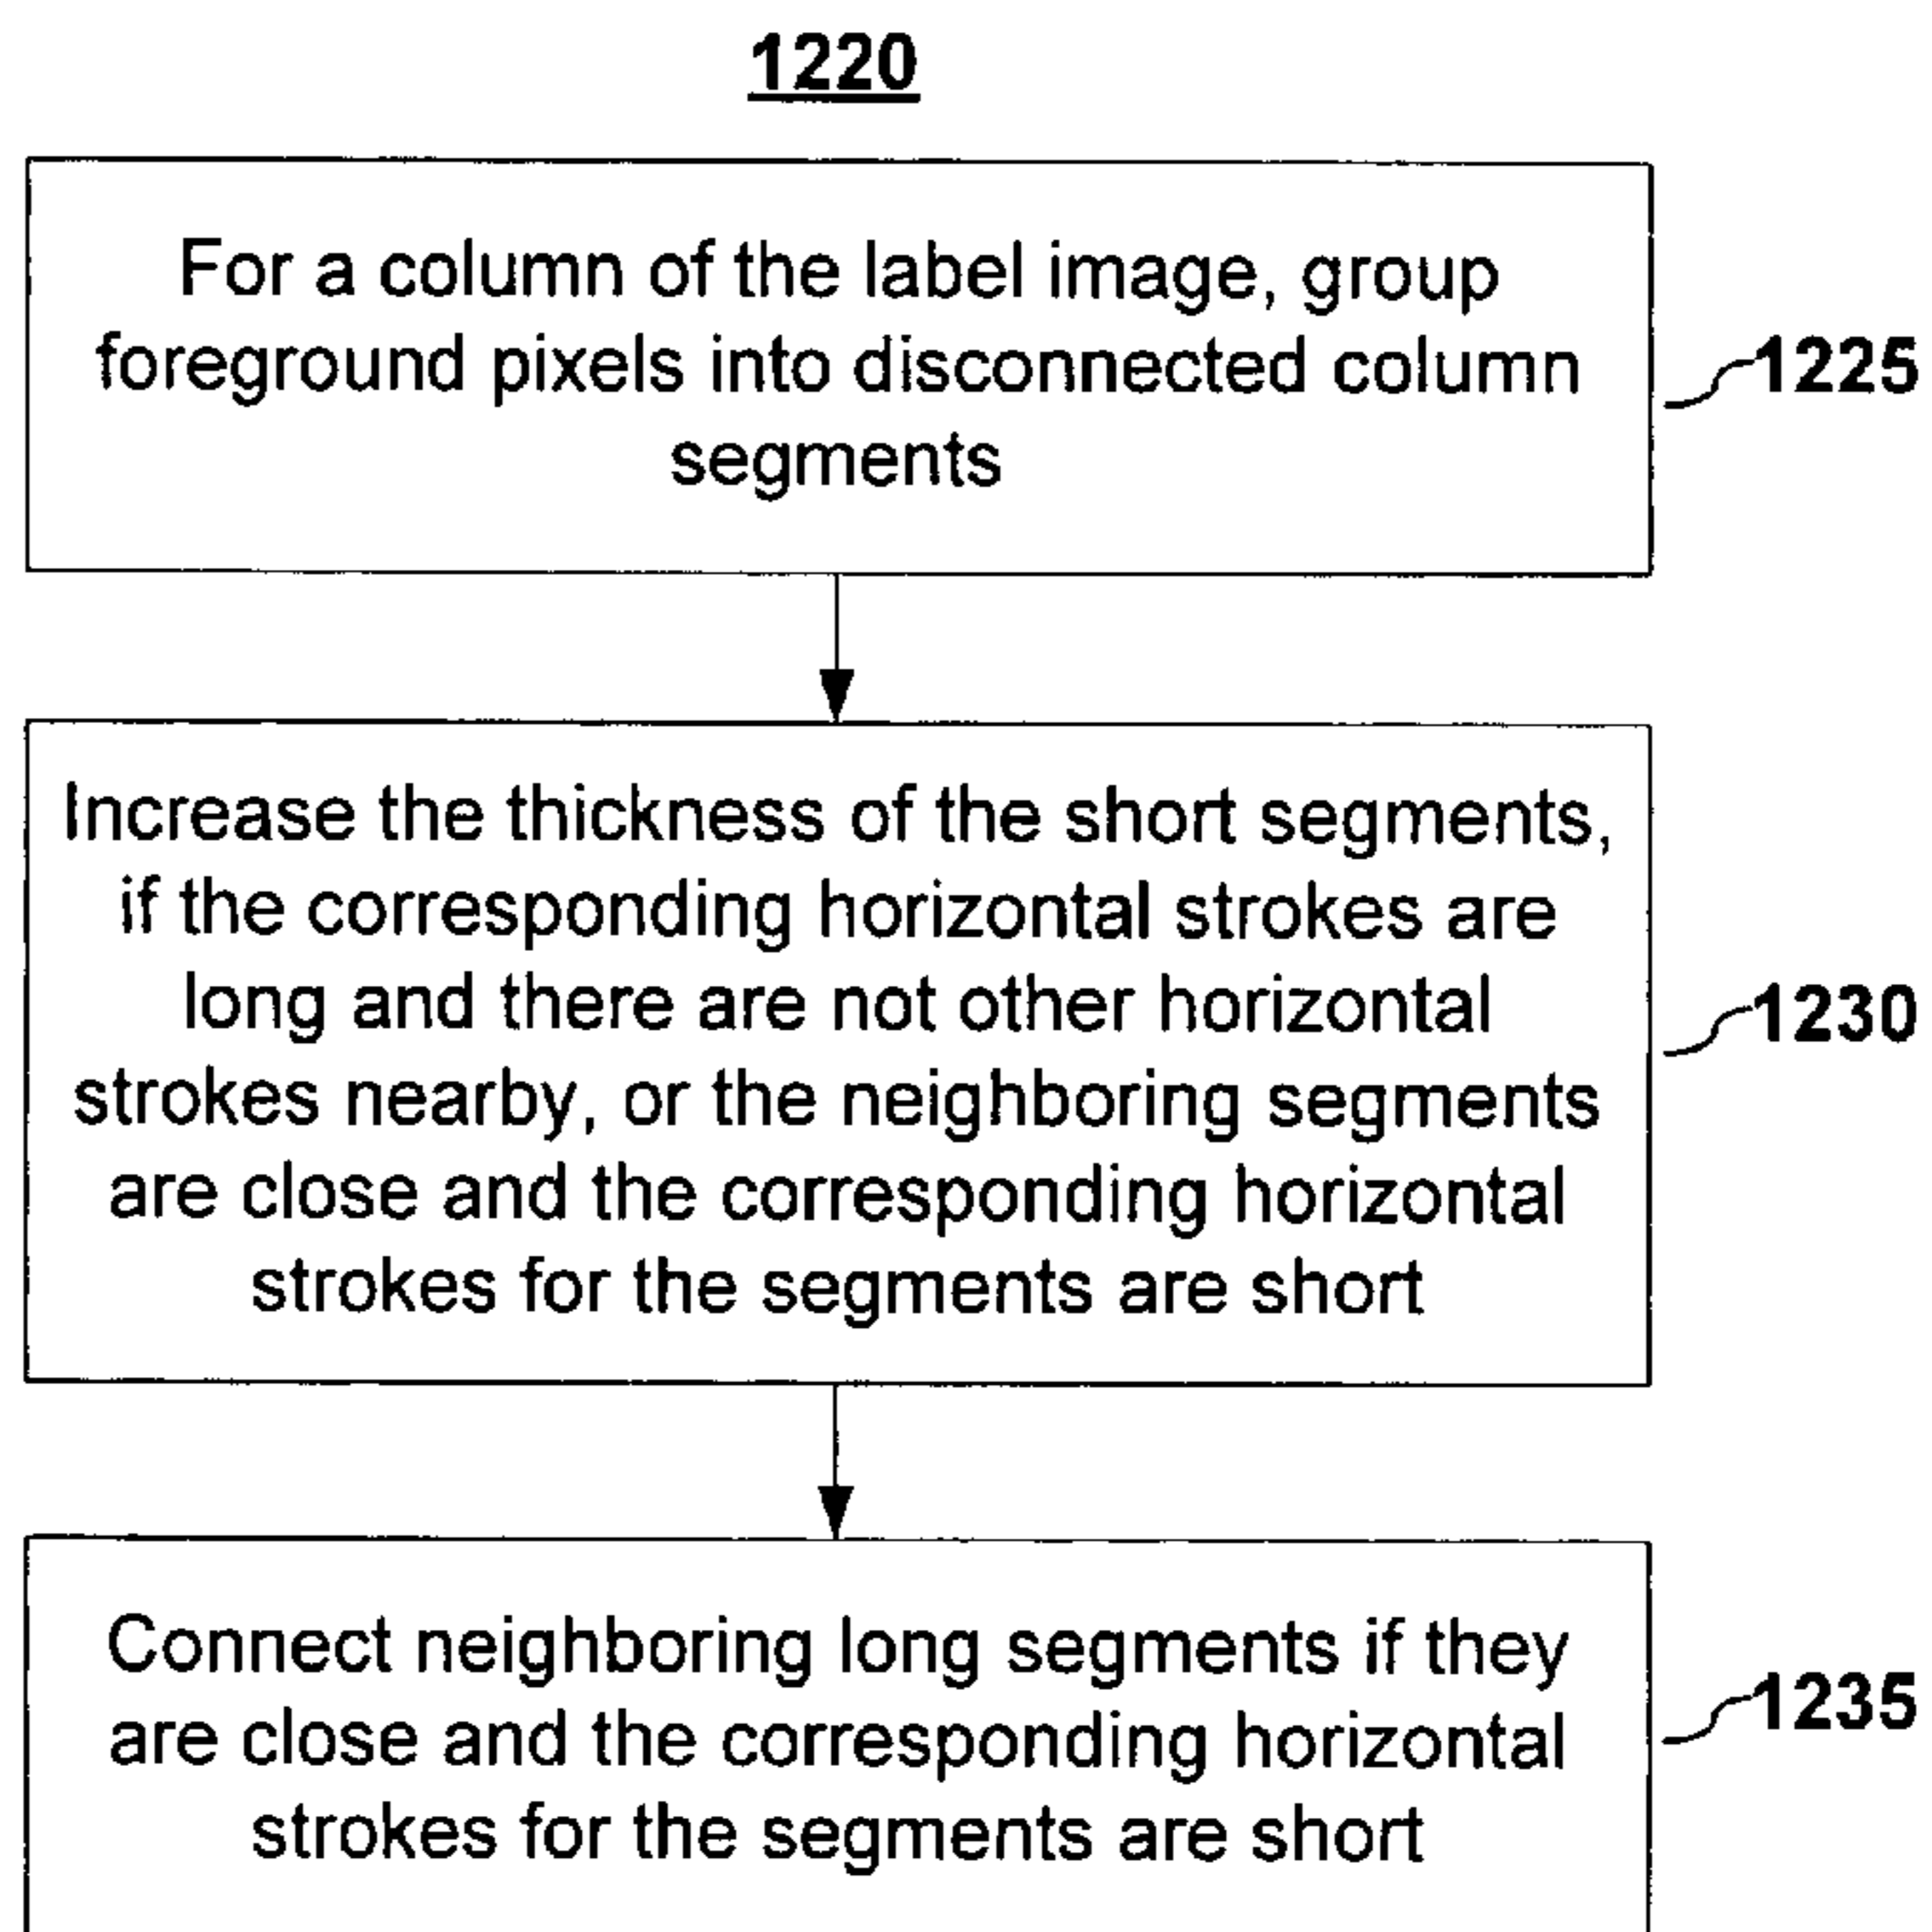 1220
For a column of the label image, group
foreground pixels into disconnected column
segments
1225
Increase the thickness of the short segments,
if the corresponding horizontal strokes are
long and there are not other horizontal
strokes nearby, or the neighboring segments
are close and the corresponding horizontal
strokes for the segments are short
1230
Connect neighboring long segments if they
are close and the corresponding horizontal
strokes for the segments are short
1235